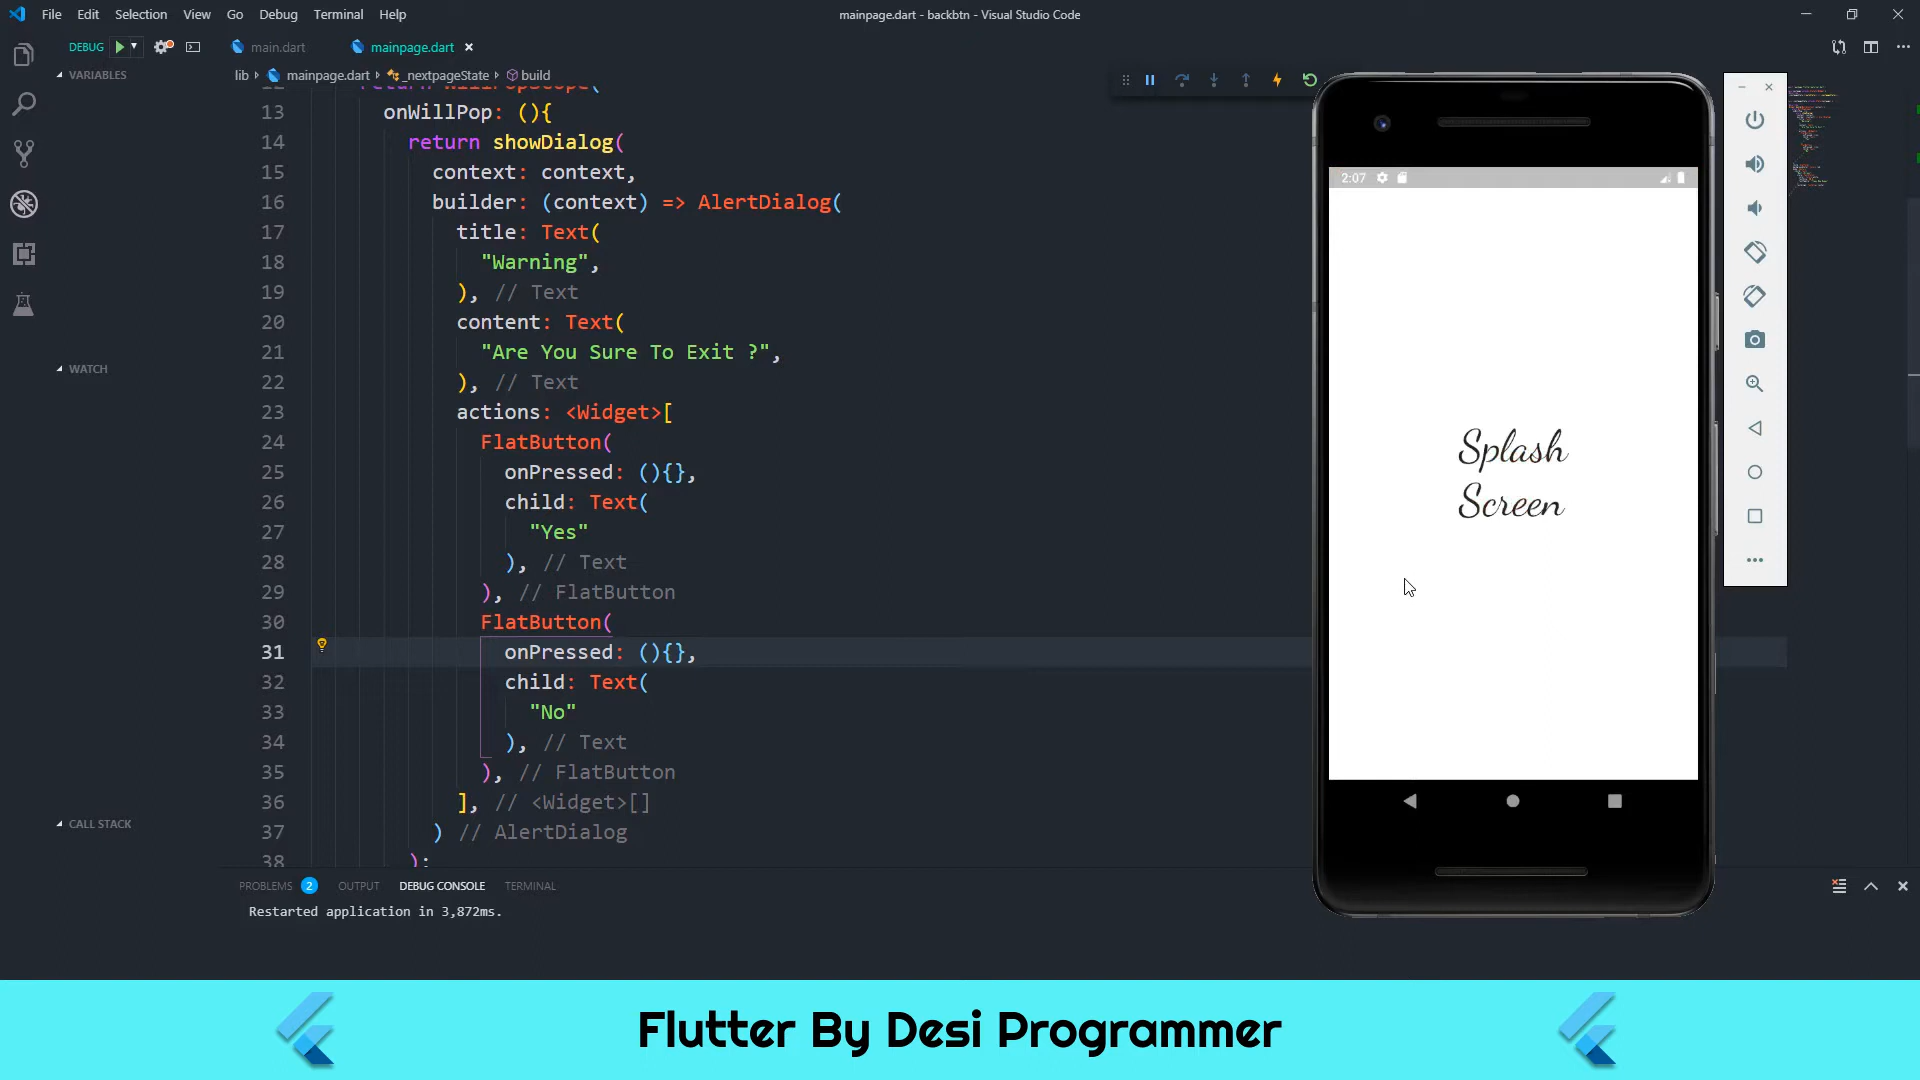 File Edit Selection View Go Debug Terminal Help
mainpage.dart - backbtn - Visual Studio Code
DEBUG
main.dart
mainpage.dart
VARIABLES
lib mainpage.dart _nextpageState build
12 return WillPopScope(
13 onWillPop: (){
14 return showDialog(
15 context: context,
16 builder: (context) => AlertDialog(
17 title: Text(
18 "Warning",
19 ), // Text
20 content: Text(
21 "Are You Sure To Exit ?",
22 ), // Text
23 actions: <Widget>[
24 FlatButton(
25 onPressed: (){},
26 child: Text(
27 "Yes"
28 ), // Text
29 ), // FlatButton
30 FlatButton(
31 onPressed: (){},
32 child: Text(
33 "No"
34 ), // Text
35 ), // FlatButton
36 ], // <Widget>[]
37 ) // AlertDialog
38 );
WATCH
CALL STACK
PROBLEMS 2 OUTPUT DEBUG CONSOLE TERMINAL
Restarted application in 3,872ms.
2:07
Splash
Screen
Flutter By Desi Programmer